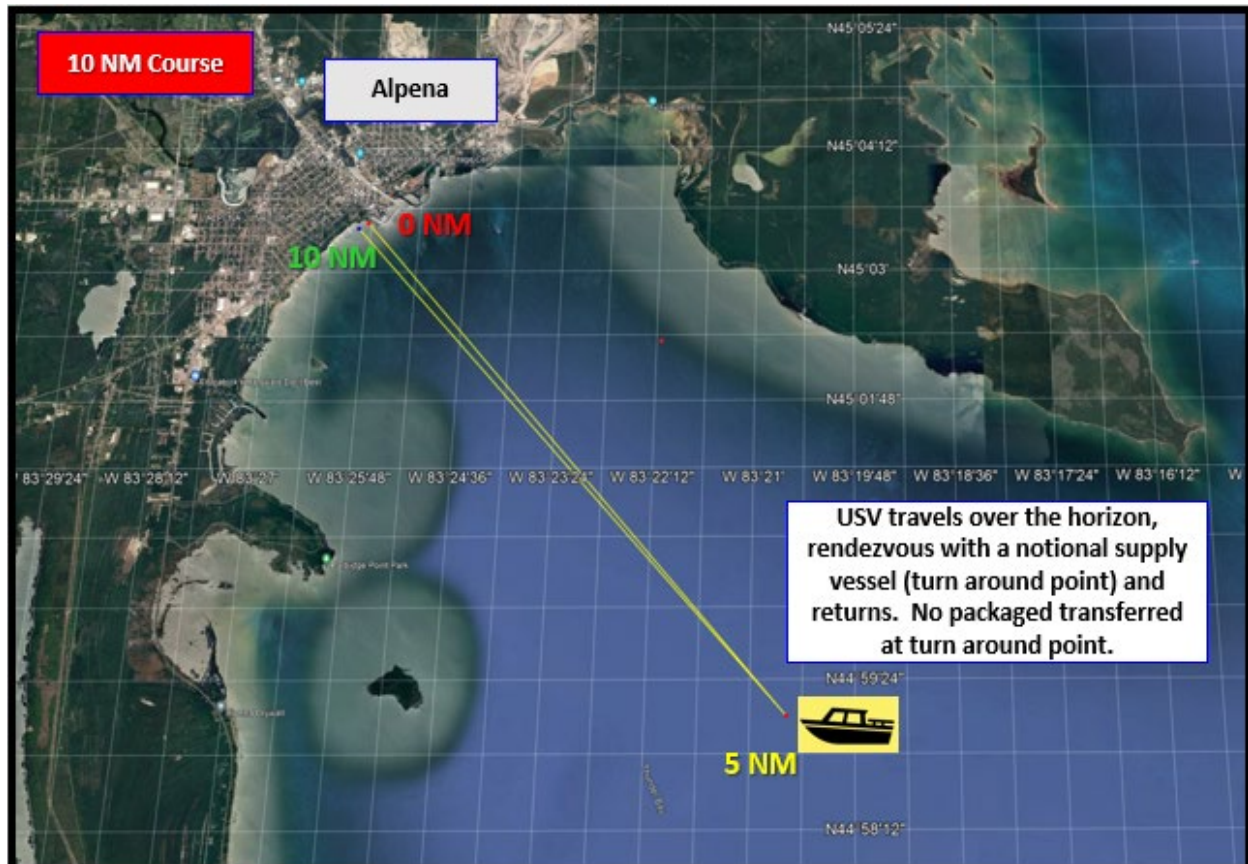 10 NM Course
Alpena
N45°05'24"
N45°04'12"
0 NM
10 NM
N45°03'
N45°01'48"
W 83°29'24" W 83°28'12" W 83°27' W 83°25'48" W 83°24'36" W 83°23'24" W 83°22'12" W 83°21' W 83°19'48" W 83°18'36" W 83°17'24" W 83°16'12" W
USV travels over the horizon,
rendezvous with a notional supply
vessel (turn around point) and
returns. No packaged transferred
at turn around point.
Point Park
N44°59'24"
5 NM
Thunder Bay
N44°58'12"